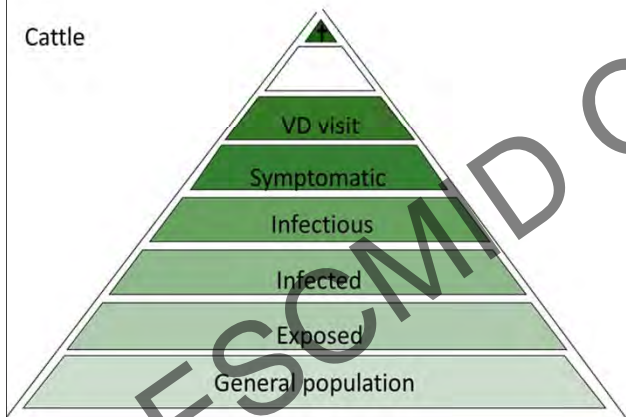 Cattle
†
VD visit
Symptomatic
Infectious
Infected
Exposed
General population
ESCMID